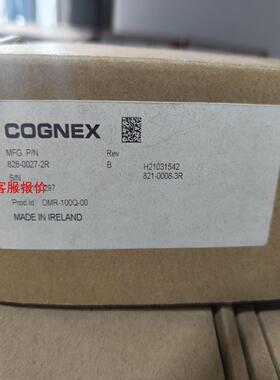 COGNEX
MFG. P/N Rev
828-0027-2R B H21031542
S/N 821-0008-3R
客服报价 297
Prod Id: DMR-100Q-00
MADE IN IRELAND